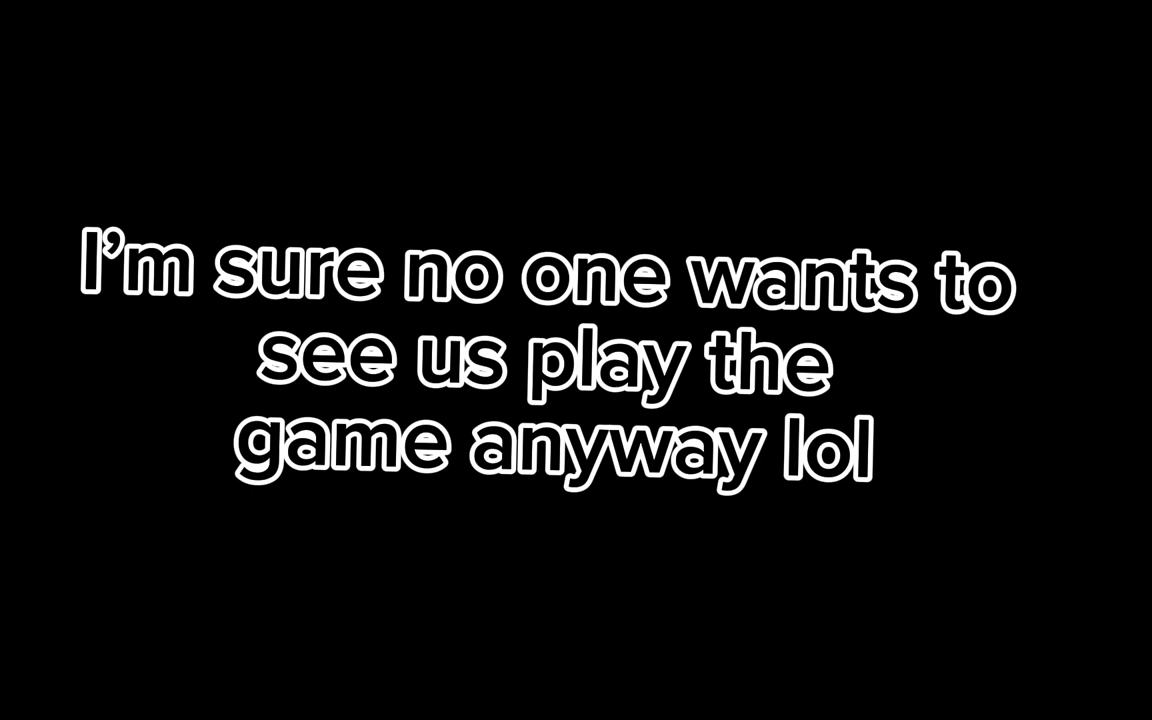 I’m sure no one wants to
see us play the
game anyway lol